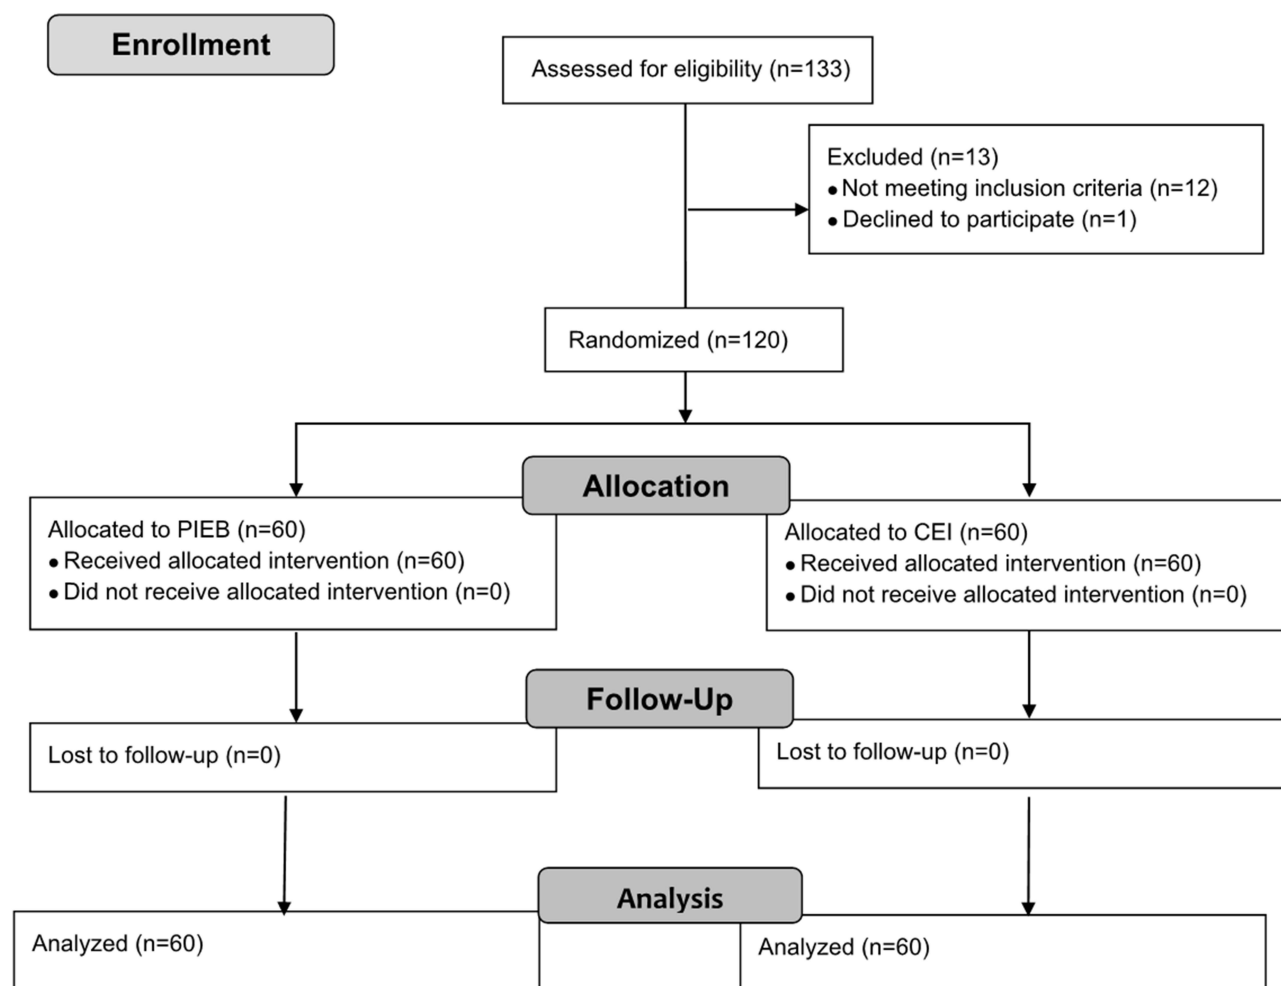 Enrollment
Assessed for eligibility (n=133)
Excluded (n=13)
● Not meeting inclusion criteria (n=12)
● Declined to participate (n=1)
Randomized (n=120)
Allocation
Allocated to PIEB (n=60)
● Received allocated intervention (n=60)
● Did not receive allocated intervention (n=0)
Allocated to CEI (n=60)
● Received allocated intervention (n=60)
● Did not receive allocated intervention (n=0)
Follow-Up
Lost to follow-up (n=0)
Lost to follow-up (n=0)
Analysis
Analyzed (n=60)
Analyzed (n=60)